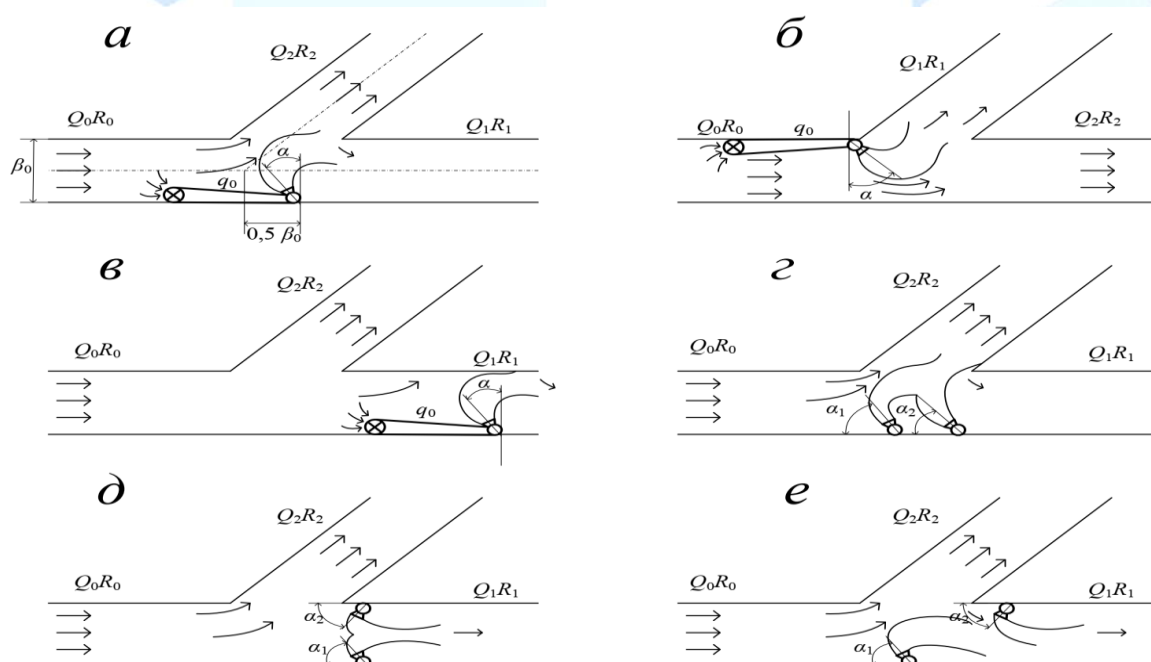 а
Q₂R₂
Q₀R₀
Q₁R₁
β₀
α
q₀
0,5 β₀
б
Q₁R₁
Q₀R₀
q₀
Q₂R₂
α
в
Q₂R₂
Q₀R₀
Q₁R₁
α
q₀
г
Q₂R₂
Q₀R₀
Q₁R₁
α₁
α₂
д
Q₂R₂
Q₀R₀
Q₁R₁
α₂
α₁
е
Q₂R₂
Q₀R₀
Q₁R₁
α₂
α₁